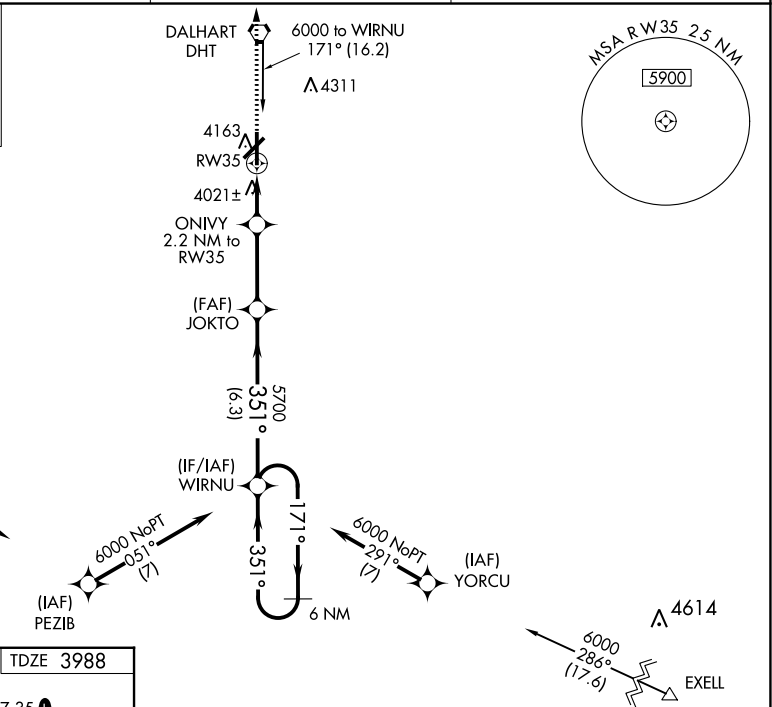 DALHART
DHT
6000 to WIRNU
171° (16.2)
4311
MSA RW35 25 NM
5900
4163
RW35
4021±
ONIVY
2.2 NM to
RW35
(FAF)
JOKTO
5700
351°
(6.3)
(IF/IAF)
WIRNU
171°
351°
6 NM
6000 NoPT
051°
(7)
(IAF)
PEZIB
6000 NoPT
291°
(7)
(IAF)
YORCU
4614
6000
286°
(17.6)
EXELL
TDZE 3988